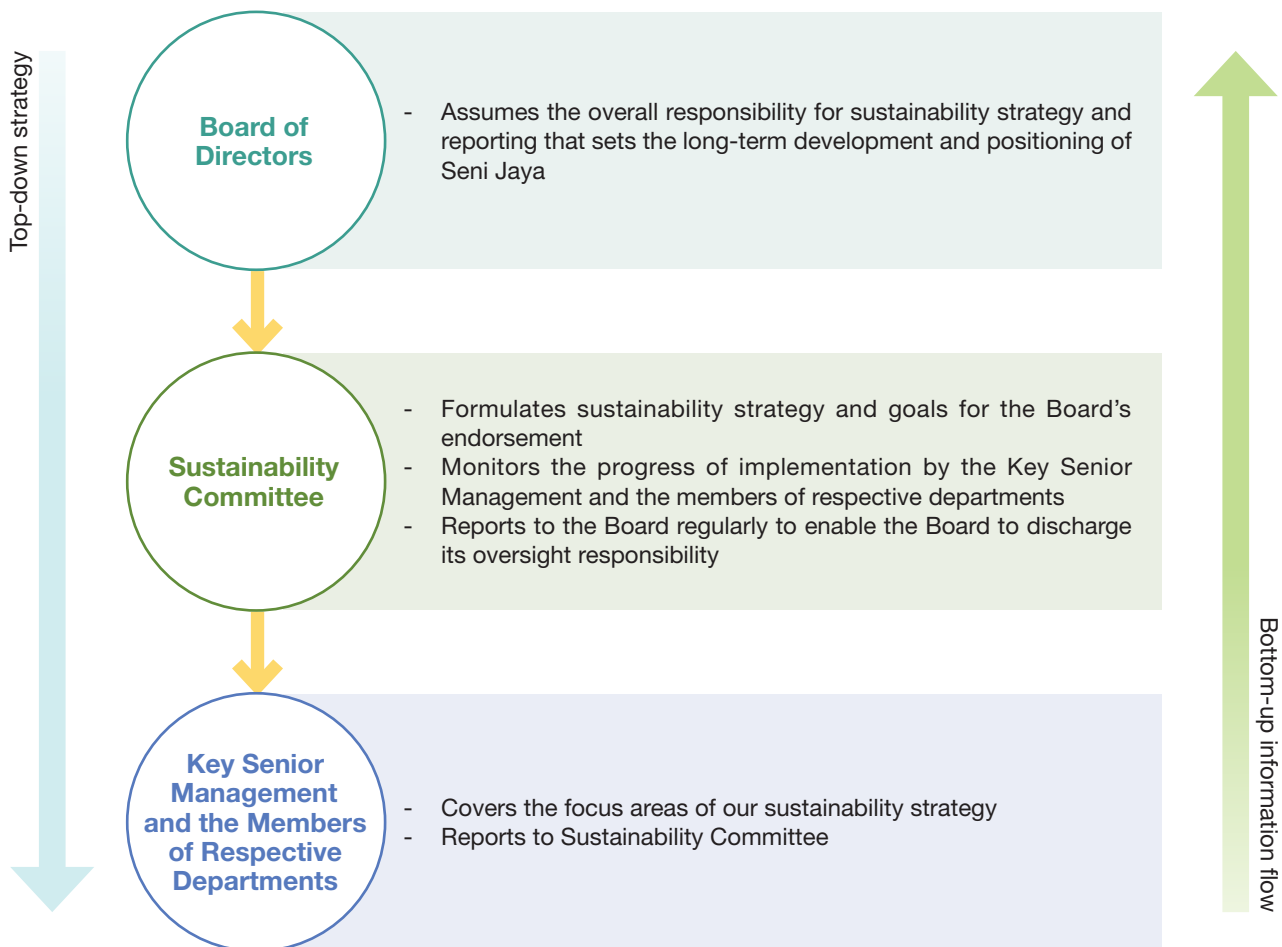 Top-down strategy
Board of
Directors
- Assumes the overall responsibility for sustainability strategy and
reporting that sets the long-term development and positioning of
Seni Jaya
Sustainability
Committee
- Formulates sustainability strategy and goals for the Board’s
endorsement
- Monitors the progress of implementation by the Key Senior
Management and the members of respective departments
- Reports to the Board regularly to enable the Board to discharge
its oversight responsibility
Key Senior
Management
and the Members
of Respective
Departments
- Covers the focus areas of our sustainability strategy
- Reports to Sustainability Committee
Bottom-up information flow